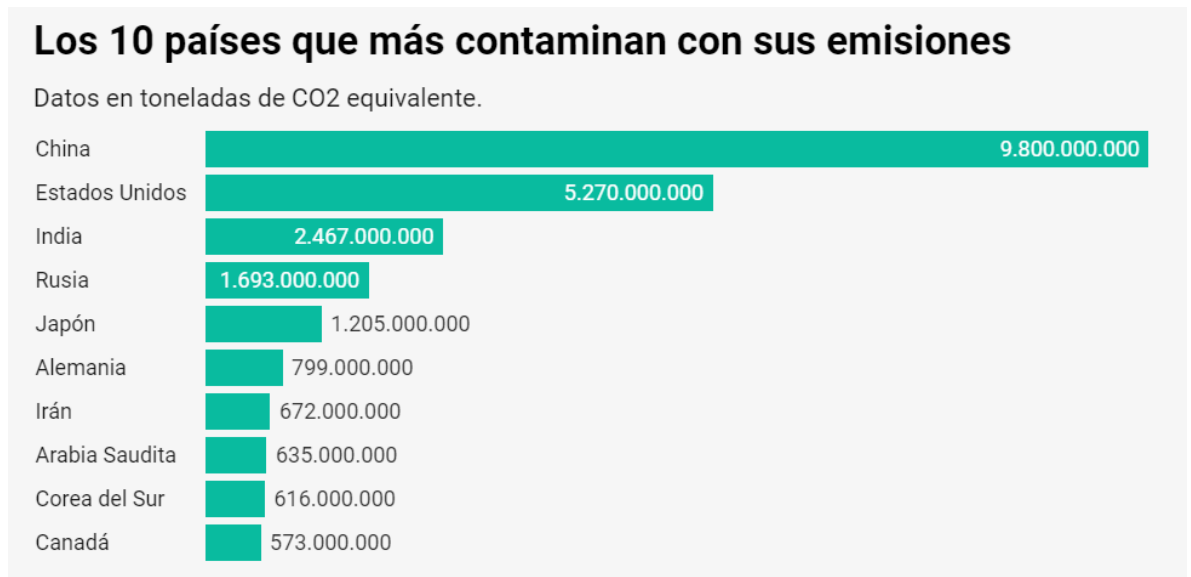 Los 10 países que más contaminan con sus emisiones
Datos en toneladas de CO2 equivalente.
China 9.800.000.000
Estados Unidos 5.270.000.000
India 2.467.000.000
Rusia 1.693.000.000
Japón 1.205.000.000
Alemania 799.000.000
Irán 672.000.000
Arabia Saudita 635.000.000
Corea del Sur 616.000.000
Canadá 573.000.000